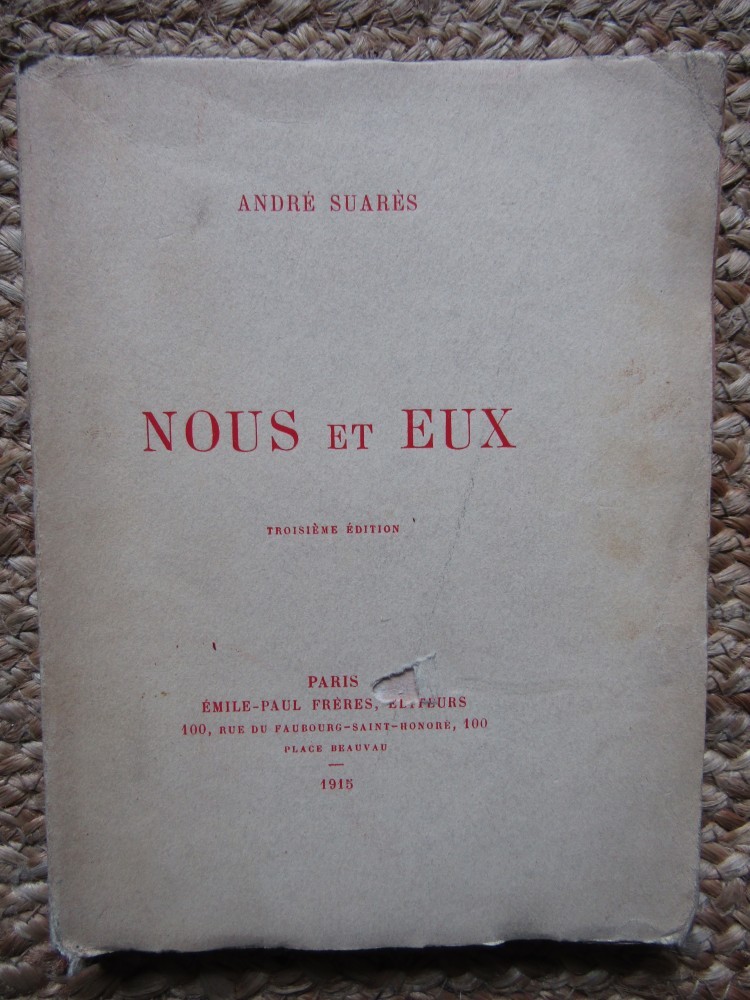 ANDRÉ SUARÈS
NOUS ET EUX
TROISIÈME ÉDITION
PARIS
ÉMILE-PAUL FRÈRES, ÉDITEURS
100, RUE DU FAUBOURG-SAINT-HONORÉ, 100
PLACE BEAUVAU
1915